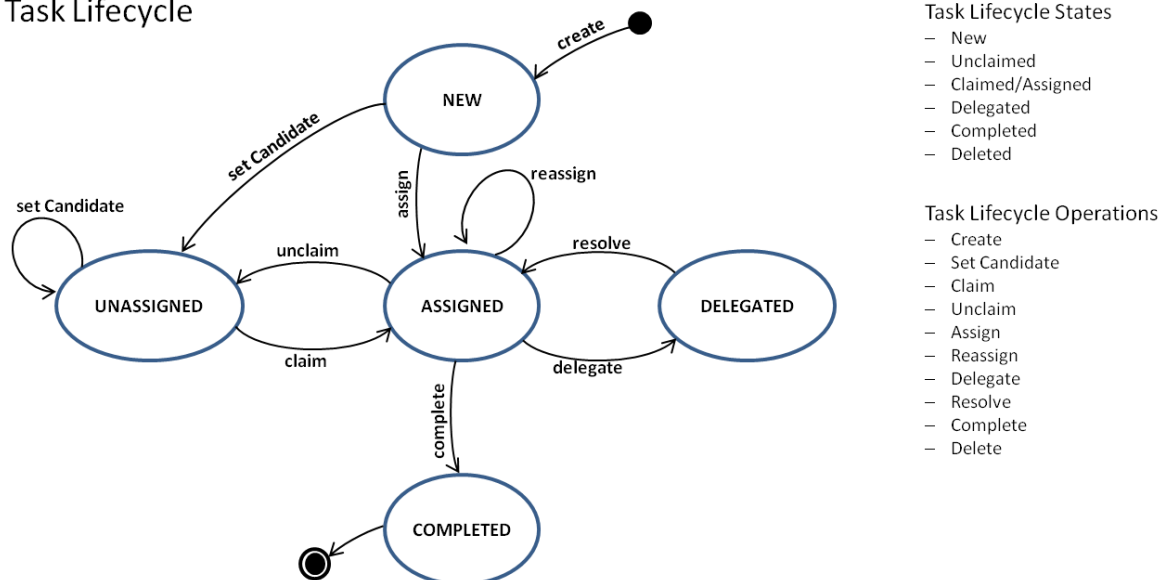 Task Lifecycle
create
NEW
set Candidate
assign
reassign
set Candidate
unclaim
resolve
UNASSIGNED
ASSIGNED
DELEGATED
claim
delegate
complete
COMPLETED
Task Lifecycle States
– New
– Unclaimed
– Claimed/Assigned
– Delegated
– Completed
– Deleted
Task Lifecycle Operations
– Create
– Set Candidate
– Claim
– Unclaim
– Assign
– Reassign
– Delegate
– Resolve
– Complete
– Delete